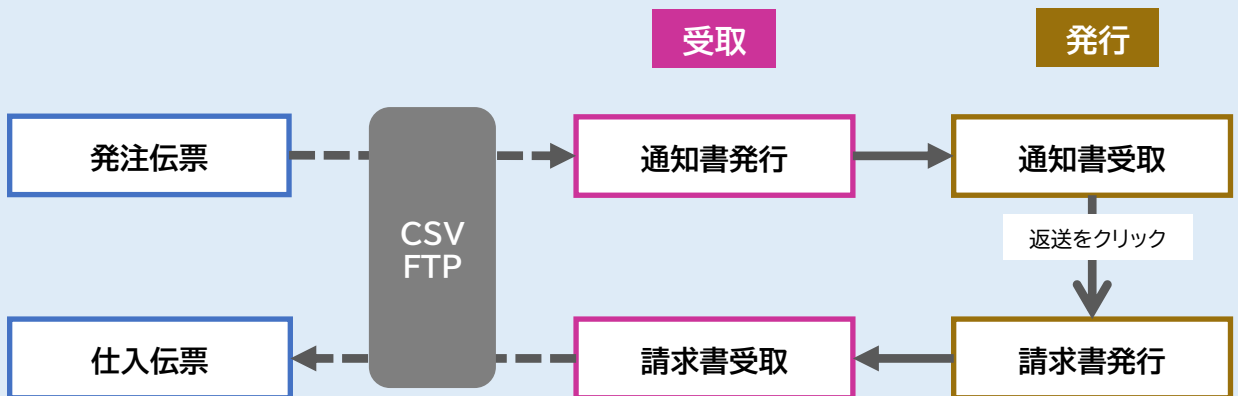 受取
発行
発注伝票
通知書発行
通知書受取
CSV
FTP
返送をクリック
仕入伝票
請求書受取
請求書発行